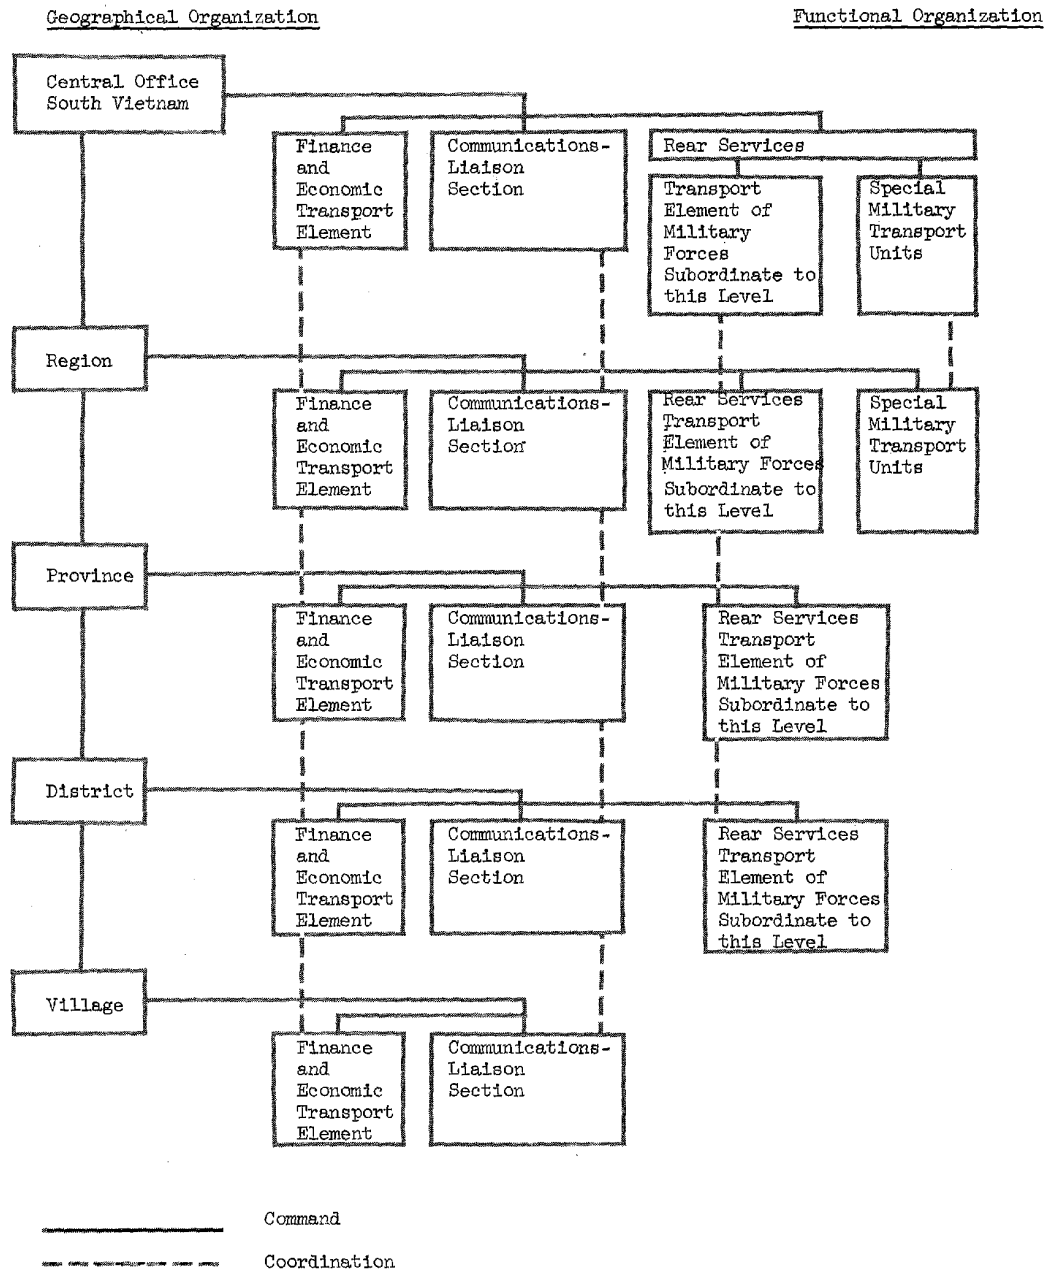 Geographical Organization
Functional Organization
Central Office
South Vietnam
Finance
and
Economic
Transport
Element
Communications-
Liaison
Section
Rear Services
Transport
Element of
Military
Forces
Subordinate to
this Level
Special
Military
Transport
Units
Region
Finance
and
Economic
Transport
Element
Communications-
Liaison
Section
Rear Services
Transport
Element of
Military Forces
Subordinate to
this Level
Special
Military
Transport
Units
Province
Finance
and
Economic
Transport
Element
Communications-
Liaison
Section
Rear Services
Transport
Element of
Military Forces
Subordinate to
this Level
District
Finance
and
Economic
Transport
Element
Communications-
Liaison
Section
Rear Services
Transport
Element of
Military Forces
Subordinate to
this Level
Village
Finance
and
Economic
Transport
Element
Communications-
Liaison
Section
Command
Coordination